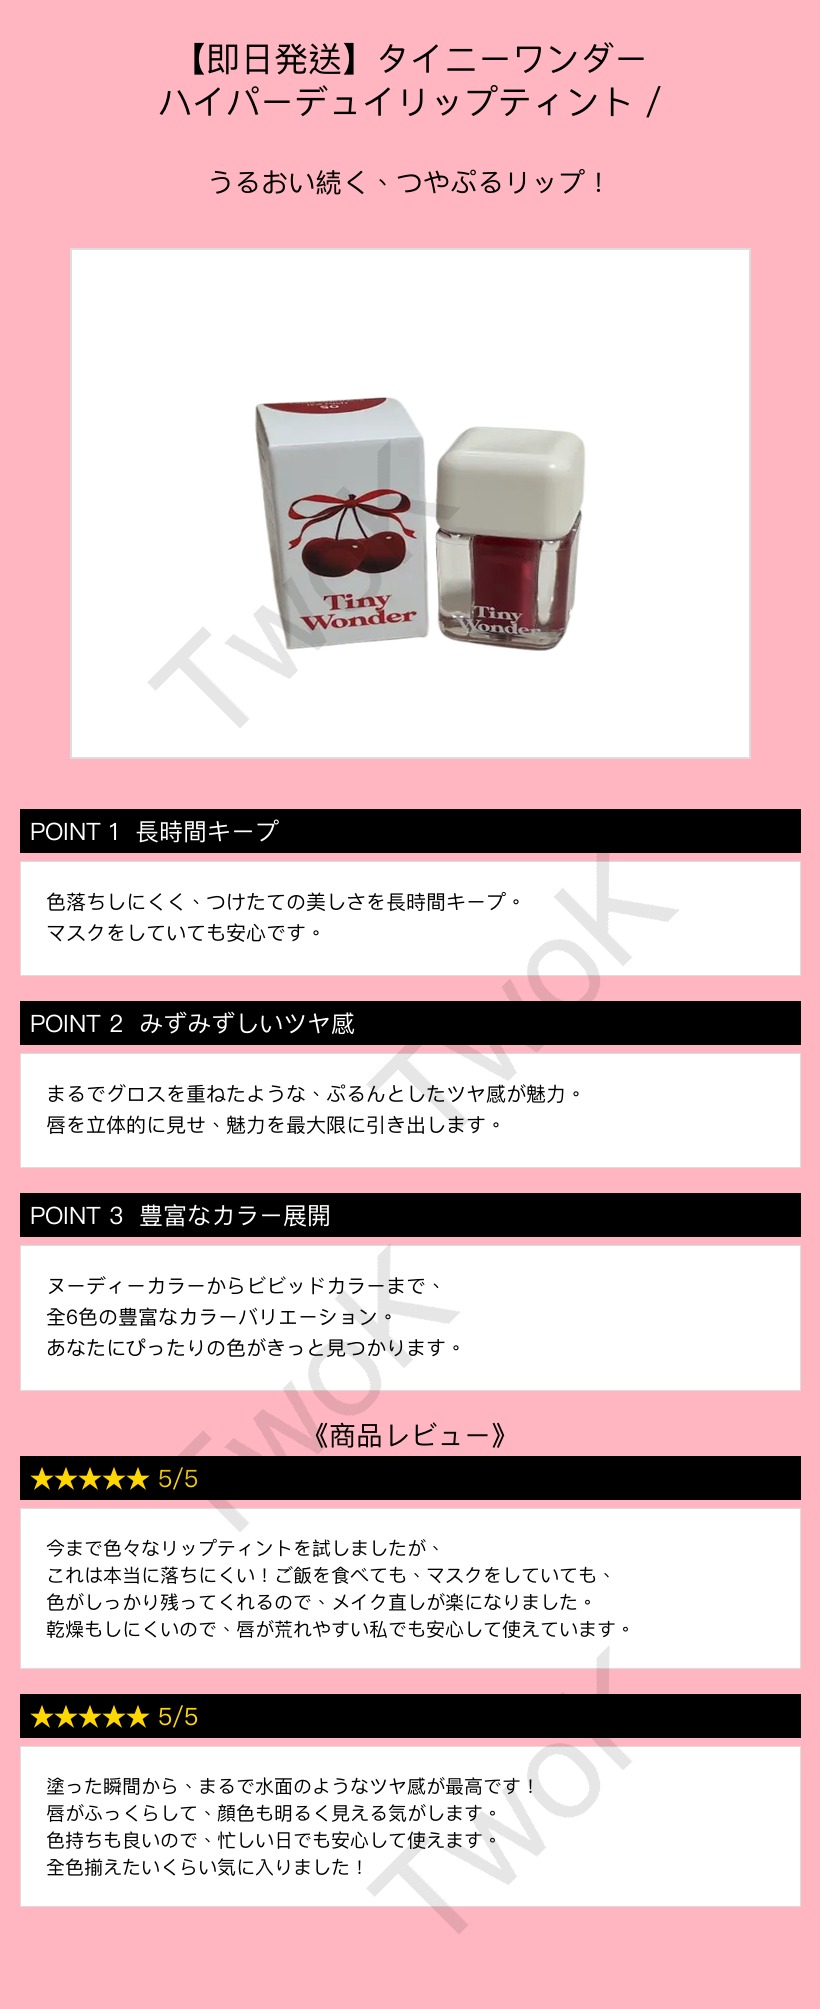 【即日発送】タイニーワンダー
ハイパーデュイリップティント /
うるおい続く、つやぷるリップ！
Tiny
Wonder
Tiny
Wonder
TwoK
POINT 1 長時間キープ
色落ちしにくく、つけたての美しさを長時間キープ。
マスクをしていても安心です。
TwoK
POINT 2 みずみずしいツヤ感
まるでグロスを重ねたような、ぷるんとしたツヤ感が魅力。
唇を立体的に見せ、魅力を最大限に引き出します。
POINT 3 豊富なカラー展開
ヌーディーカラーからビビッドカラーまで、
全6色の豊富なカラーバリエーション。
あなたにぴったりの色がきっと見つかります。
TwoK
《商品レビュー》
★★★★★ 5/5
今まで色々なリップティントを試しましたが、
これは本当に落ちにくい！ご飯を食べても、マスクをしていても、
色がしっかり残ってくれるので、メイク直しが楽になりました。
乾燥もしにくいので、唇が荒れやすい私でも安心して使えています。
★★★★★ 5/5
塗った瞬間から、まるで水面のようなツヤ感が最高です！
唇がふっくらして、顔色も明るく見える気がします。
色持ちも良いので、忙しい日でも安心して使えます。
全色揃えたいくらい気に入りました！
TwoK